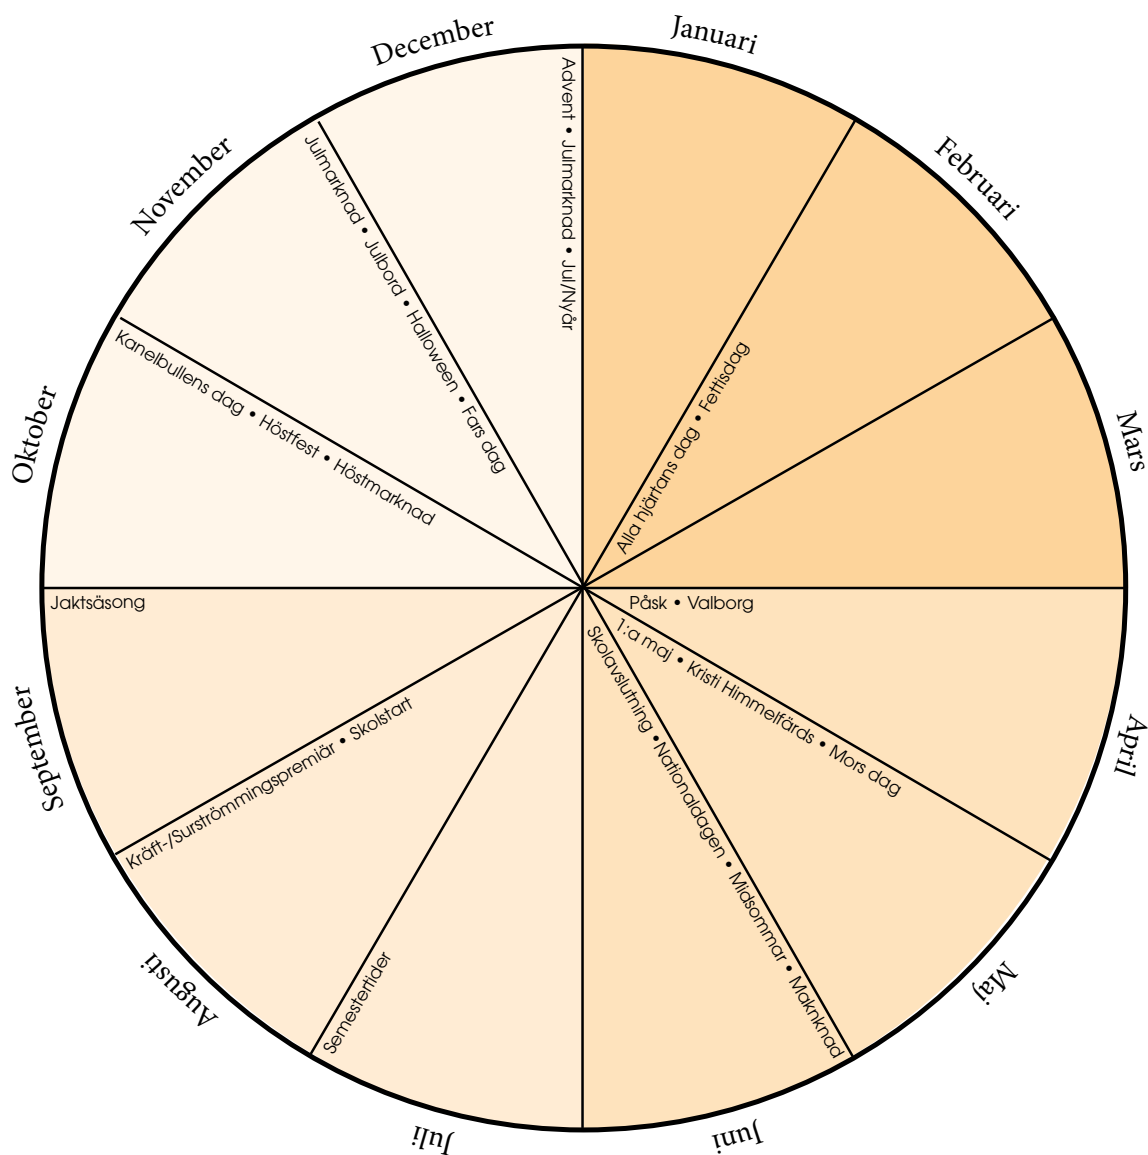 Januari
Februari
Alla hjärtans dag • Fettisdag
Mars
April
Påsk • Valborg
Maj
1:a maj • Kristi Himmelfärds • Mors dag
Juni
Skolavslutning • Nationaldagen • Midsommar • Maknknad
Juli
Semestertider
Augusti
Kräft-/Surströmmingspremiär • Skolstart
September
Jaktsäsong
Oktober
Kanelbullens dag • Höstfest • Höstmarknad
November
Julmarknad • Julbord • Halloween • Fars dag
December
Advent • Julmarknad • Jul/Nyår